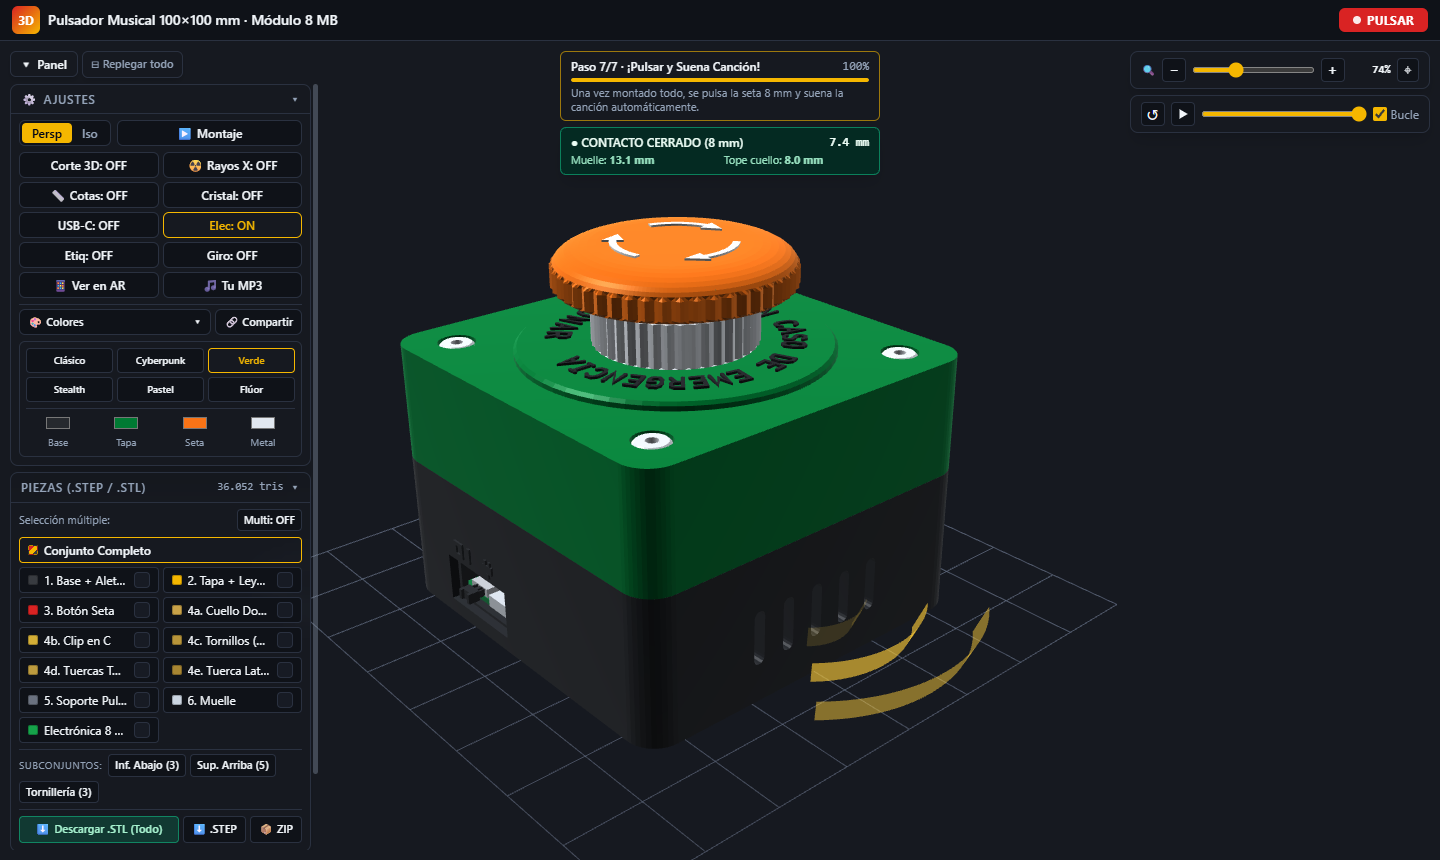 3D Pulsador Musical 100×100 mm · Módulo 8 MB
PULSAR
Panel
Replegar todo
AJUSTES
Persp Iso Montaje
Corte 3D: OFF Rayos X: OFF
Cotas: OFF Cristal: OFF
USB-C: OFF Elec: ON
Etiq: OFF Giro: OFF
Ver en AR Tu MP3
Colores Compartir
Clásico Cyberpunk Verde
Stealth Pastel Flúor
Base Tapa Seta Metal
PIEZAS (.STEP / .STL) 36.052 tris
Selección múltiple: Multi: OFF
Conjunto Completo
1. Base + Alet... 2. Tapa + Ley...
3. Botón Seta 4a. Cuello Do...
4b. Clip en C 4c. Tornillos (...
4d. Tuercas T... 4e. Tuerca Lat...
5. Soporte Pul... 6. Muelle
Electrónica 8 ...
SUBCONJUNTOS: Inf. Abajo (3) Sup. Arriba (5)
Tornillería (3)
Descargar .STL (Todo) .STEP ZIP
Paso 7/7 · ¡Pulsar y Suena Canción! 100%
Una vez montado todo, se pulsa la seta 8 mm y suena la
canción automáticamente.
● CONTACTO CERRADO (8 mm) 7.4 mm
Muelle: 13.1 mm Tope cuello: 8.0 mm
74%
Bucle
CASO DE EMERGENCIA